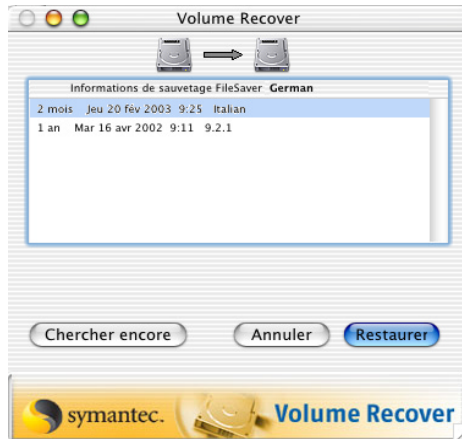 Volume Recover
Informations de sauvetage FileSaver German
2 mois Jeu 20 fév 2003 9:25 Italian
1 an Mar 16 avr 2002 9:11 9.2.1
Chercher encore
Annuler
Restaurer
symantec.
Volume Recover